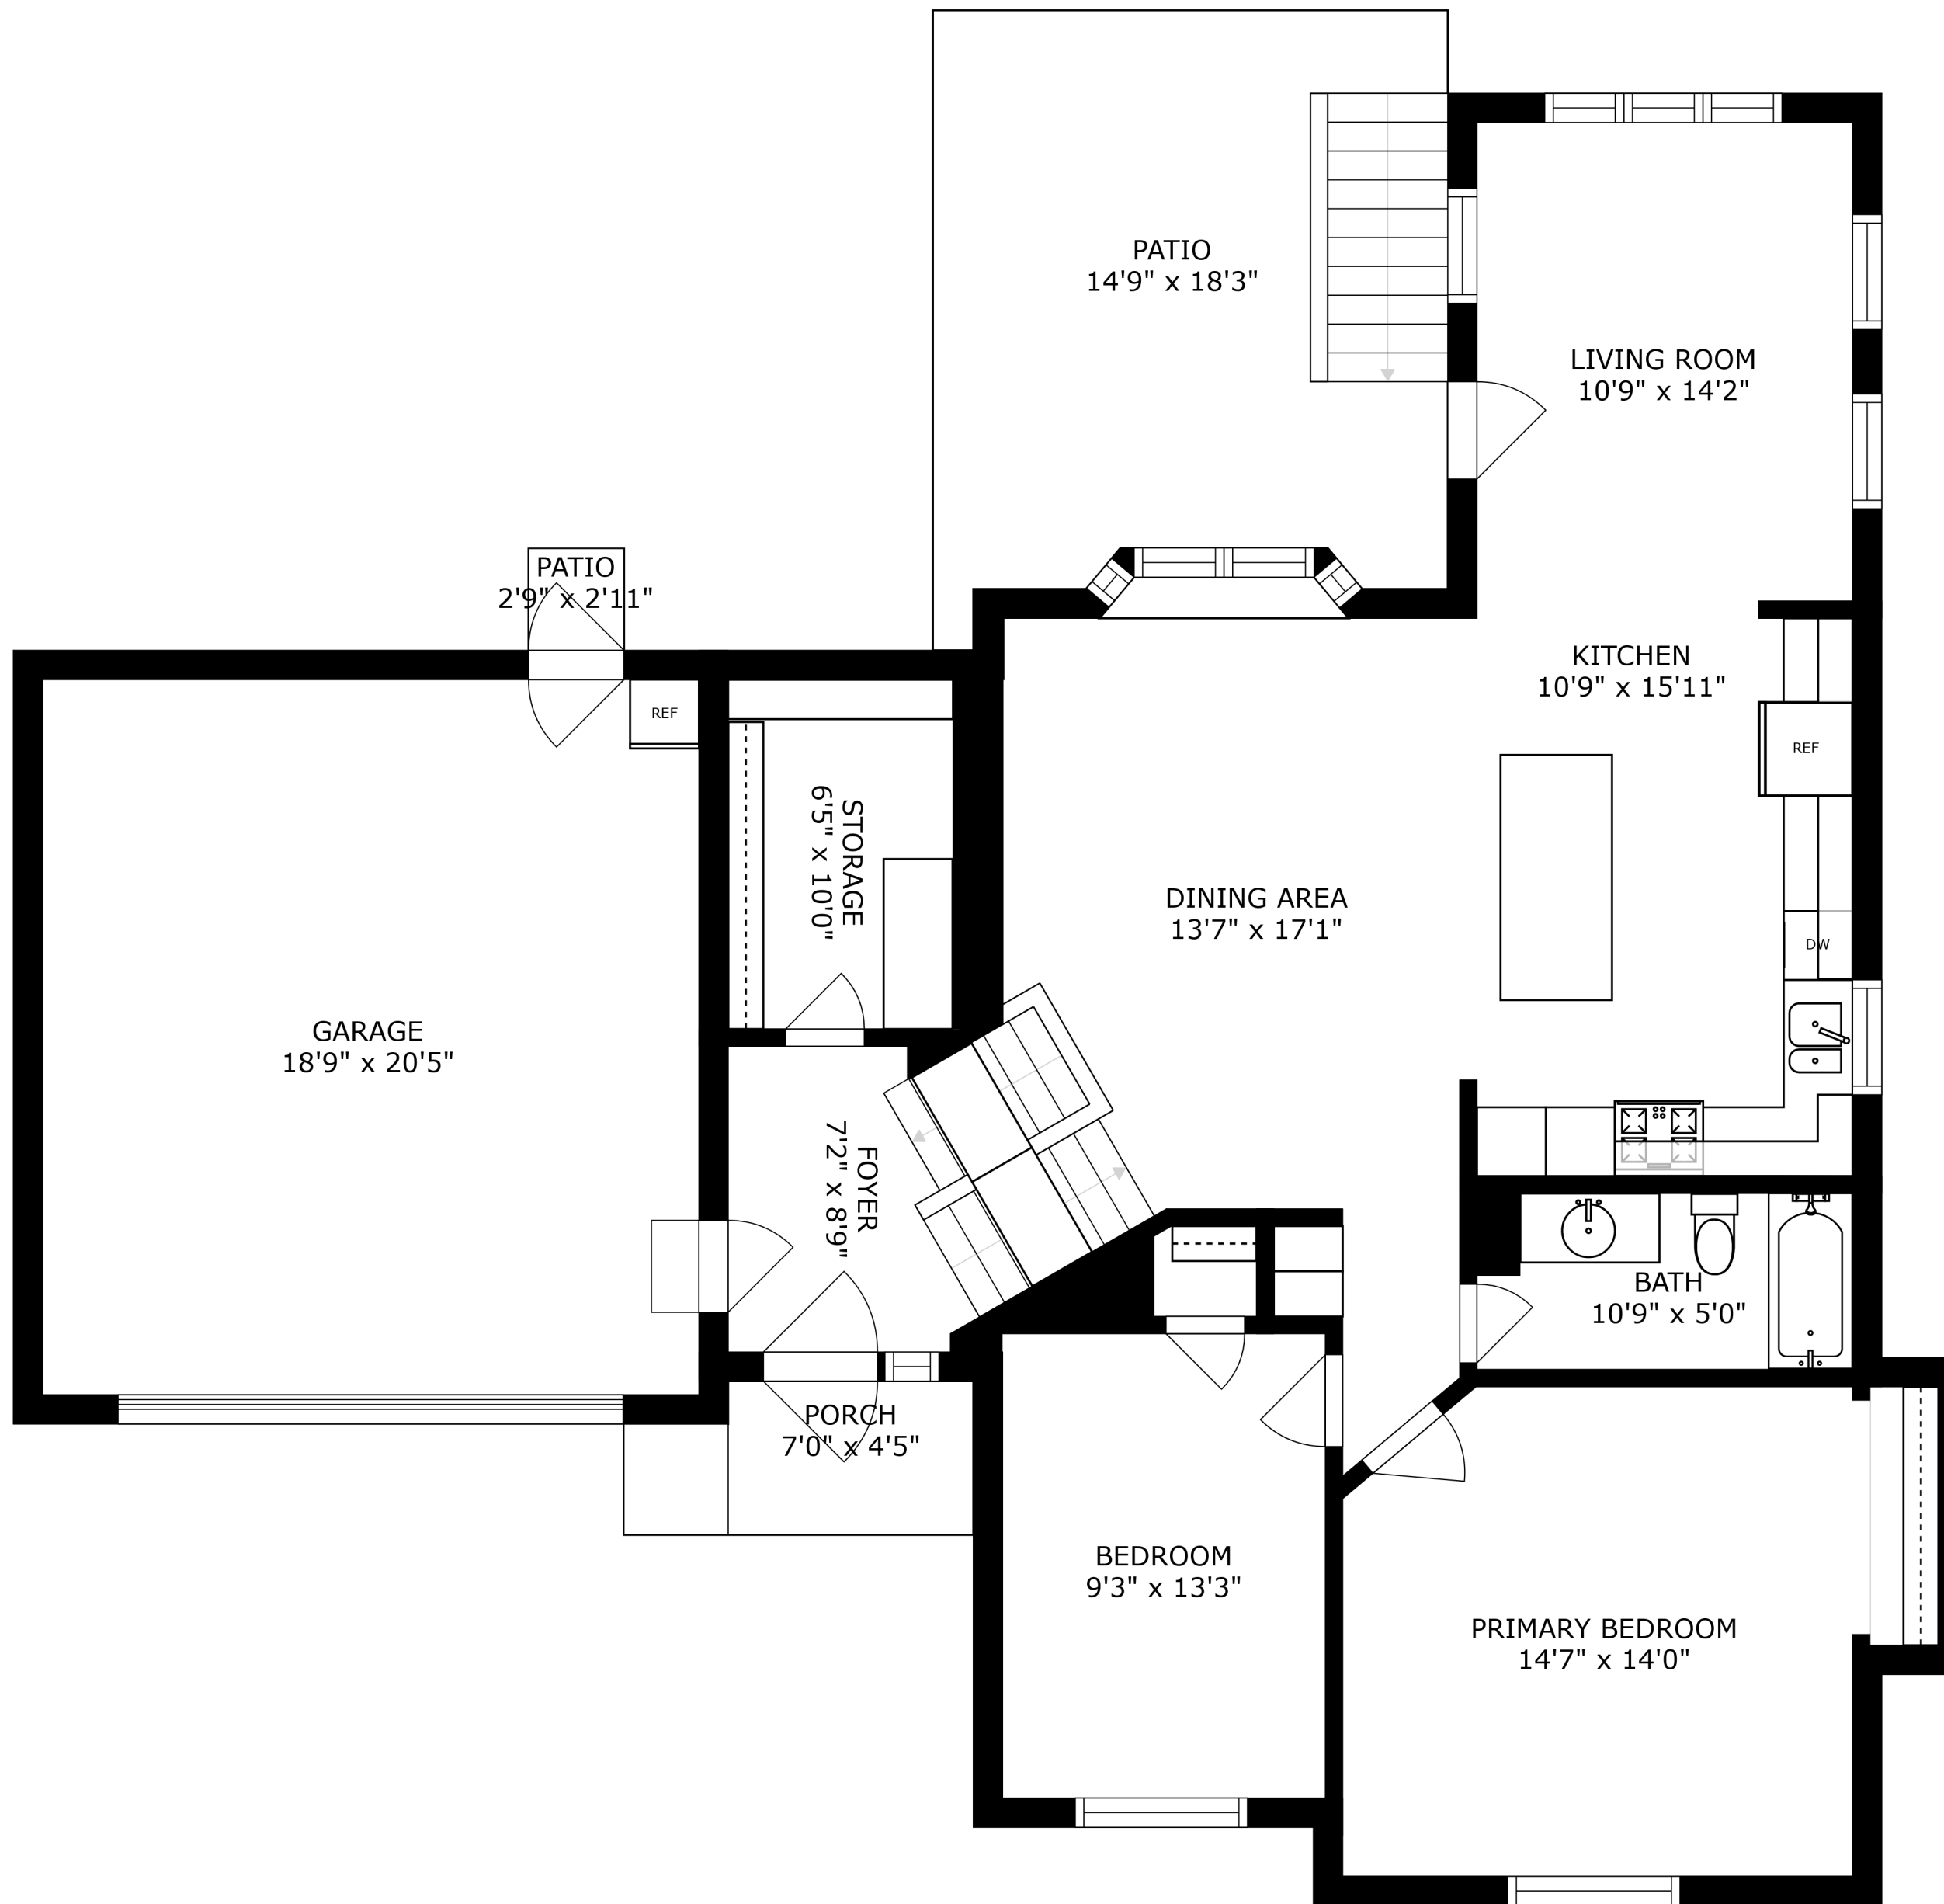 PATIO
14'9" x 18'3"
LIVING ROOM
10'9" x 14'2"
PATIO
2'9" x 2'11"
KITCHEN
10'9" x 15'11"
REF
REF
STORAGE
6'5" x 10'0"
DINING AREA
13'7" x 17'1"
DW
GARAGE
18'9" x 20'5"
FOYER
7'2" x 8'9"
BATH
10'9" x 5'0"
PORCH
7'0" x 4'5"
BEDROOM
9'3" x 13'3"
PRIMARY BEDROOM
14'7" x 14'0"